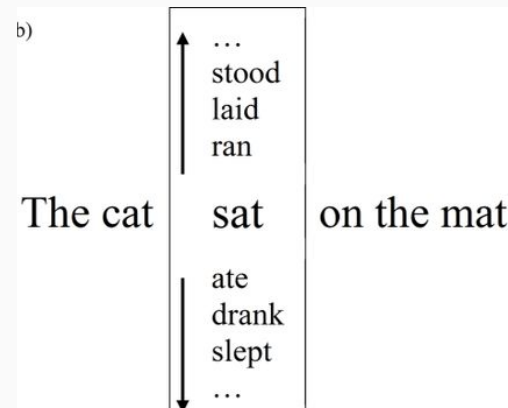 b)
…
stood
laid
ran
The cat sat on the mat
ate
drank
slept
…